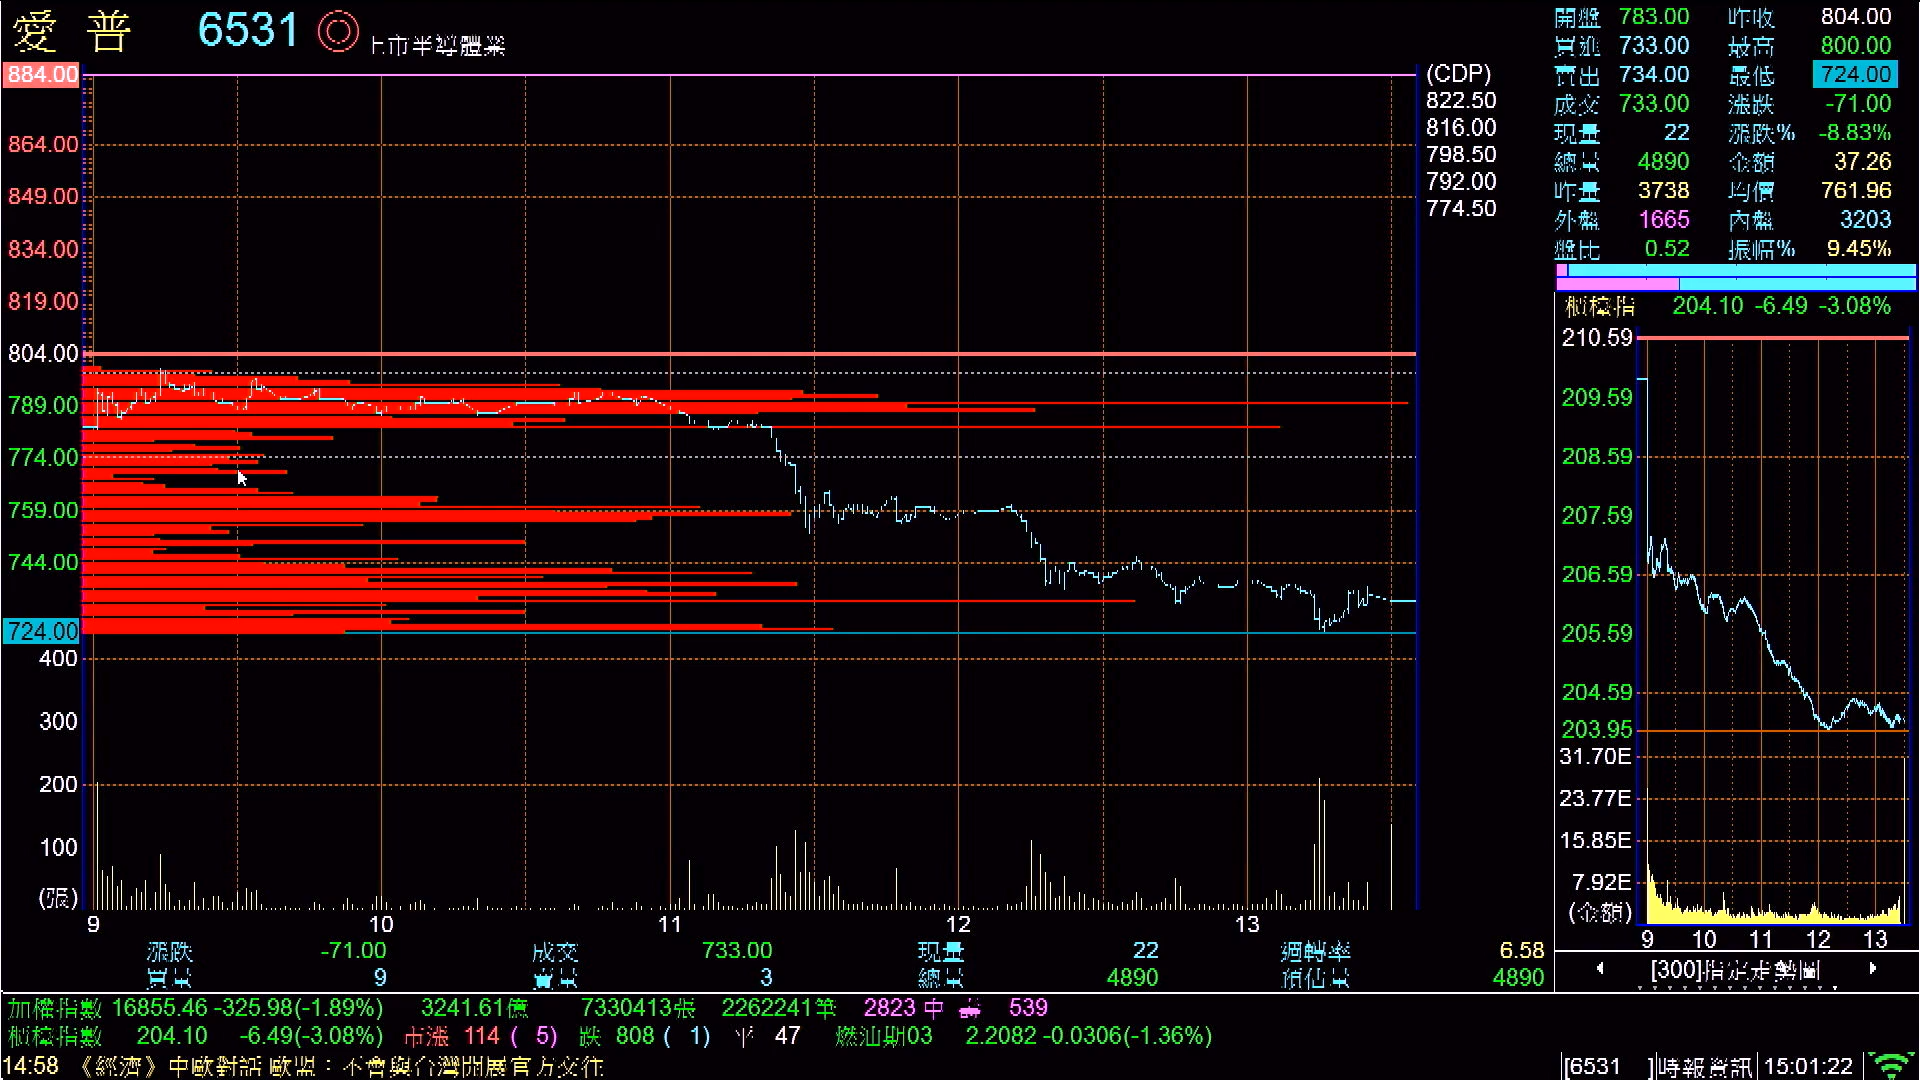 愛普 6531 ◎ 上市半導體業
884.00
864.00
849.00
834.00
819.00
804.00
789.00
774.00
759.00
744.00
724.00
400
300
200
100
(張)
9 10 11 12 13
(CDP)
822.50
816.00
798.50
792.00
774.50
開盤 783.00 昨收 804.00
買進 733.00 最高 800.00
賣出 734.00 最低 724.00
成交 733.00 漲跌 -71.00
現量 22 漲跌% -8.83%
總量 4890 金額 37.26
昨量 3738 均價 761.96
外盤 1665 內盤 3203
盤比 0.52 振幅% 9.45%
櫃檯指 204.10 -6.49 -3.08%
210.59
209.59
208.59
207.59
206.59
205.59
204.59
203.95
31.70E
23.77E
15.85E
7.92E
(金額)
9 10 11 12 13
[300]指定走勢圖
漲跌 -71.00 成交 733.00 現量 22 週轉率 6.58
買量 9 賣量 3 總量 4890 預估量 4890
加權指數 16855.46 -325.98(-1.89%) 3241.61億 7330413張 2262241筆 2823 中壽 539
櫃檯指數 204.10 -6.49(-3.08%) 市漲 114 ( 5) 跌 808 ( 1) 平 47 燃油期03 2.2082 -0.0306(-1.36%)
14:58 《經濟》中歐對話 歐盟：不會與台灣開展官方交往
[6531 ]時報資訊 15:01:22